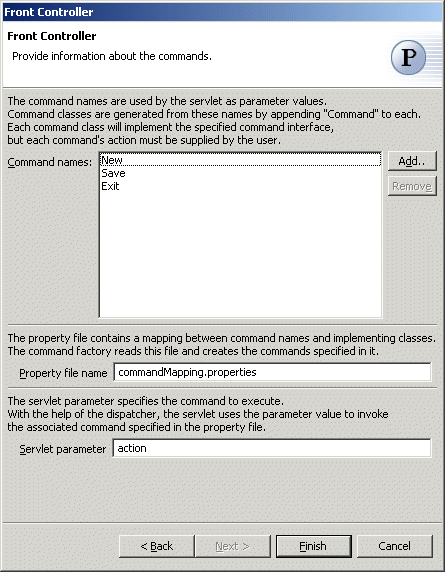 Front Controller
Front Controller
Provide information about the commands.
P
The command names are used by the servlet as parameter values.
Command classes are generated from these names by appending "Command" to each.
Each command class will implement the specified command interface,
but each command's action must be supplied by the user.
Command names:
New
Save
Exit
Add..
Remove
The property file contains a mapping between command names and implementing classes.
The command factory reads this file and creates the commands specified in it.
Property file name
commandMapping.properties
The servlet parameter specifies the command to execute.
With the help of the dispatcher, the servlet uses the parameter value to invoke
the associated command specified in the property file.
Servlet parameter
action
< Back
Next >
Finish
Cancel